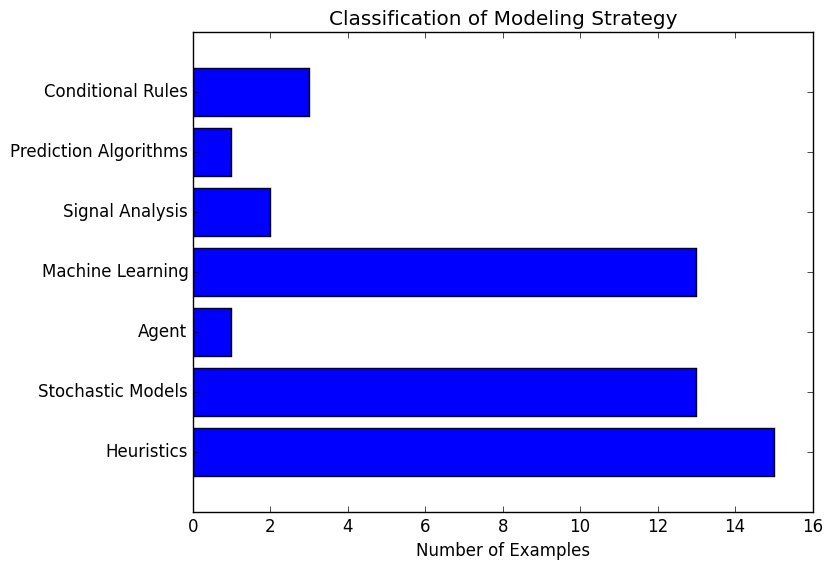 Classification of Modeling Strategy
Conditional Rules
Prediction Algorithms
Signal Analysis
Machine Learning
Agent
Stochastic Models
Heuristics
0 2 4 6 8 10 12 14 16
Number of Examples